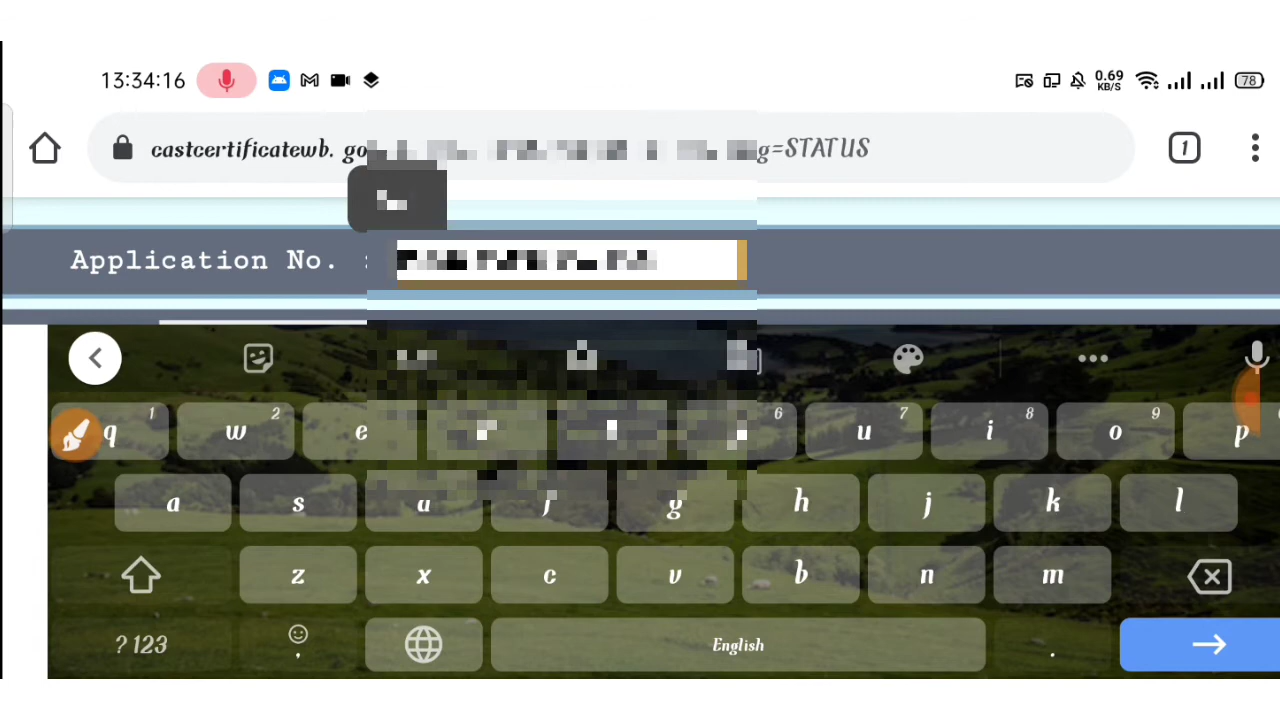 13:34:16 0.69 KB/S 78
castcertificatewb. go g=STATUS 1
Application No. :
q 1 w 2 e 6 u 7 i 8 o 9 p
a s g h j k l
z x c v b n m
?123 , English .